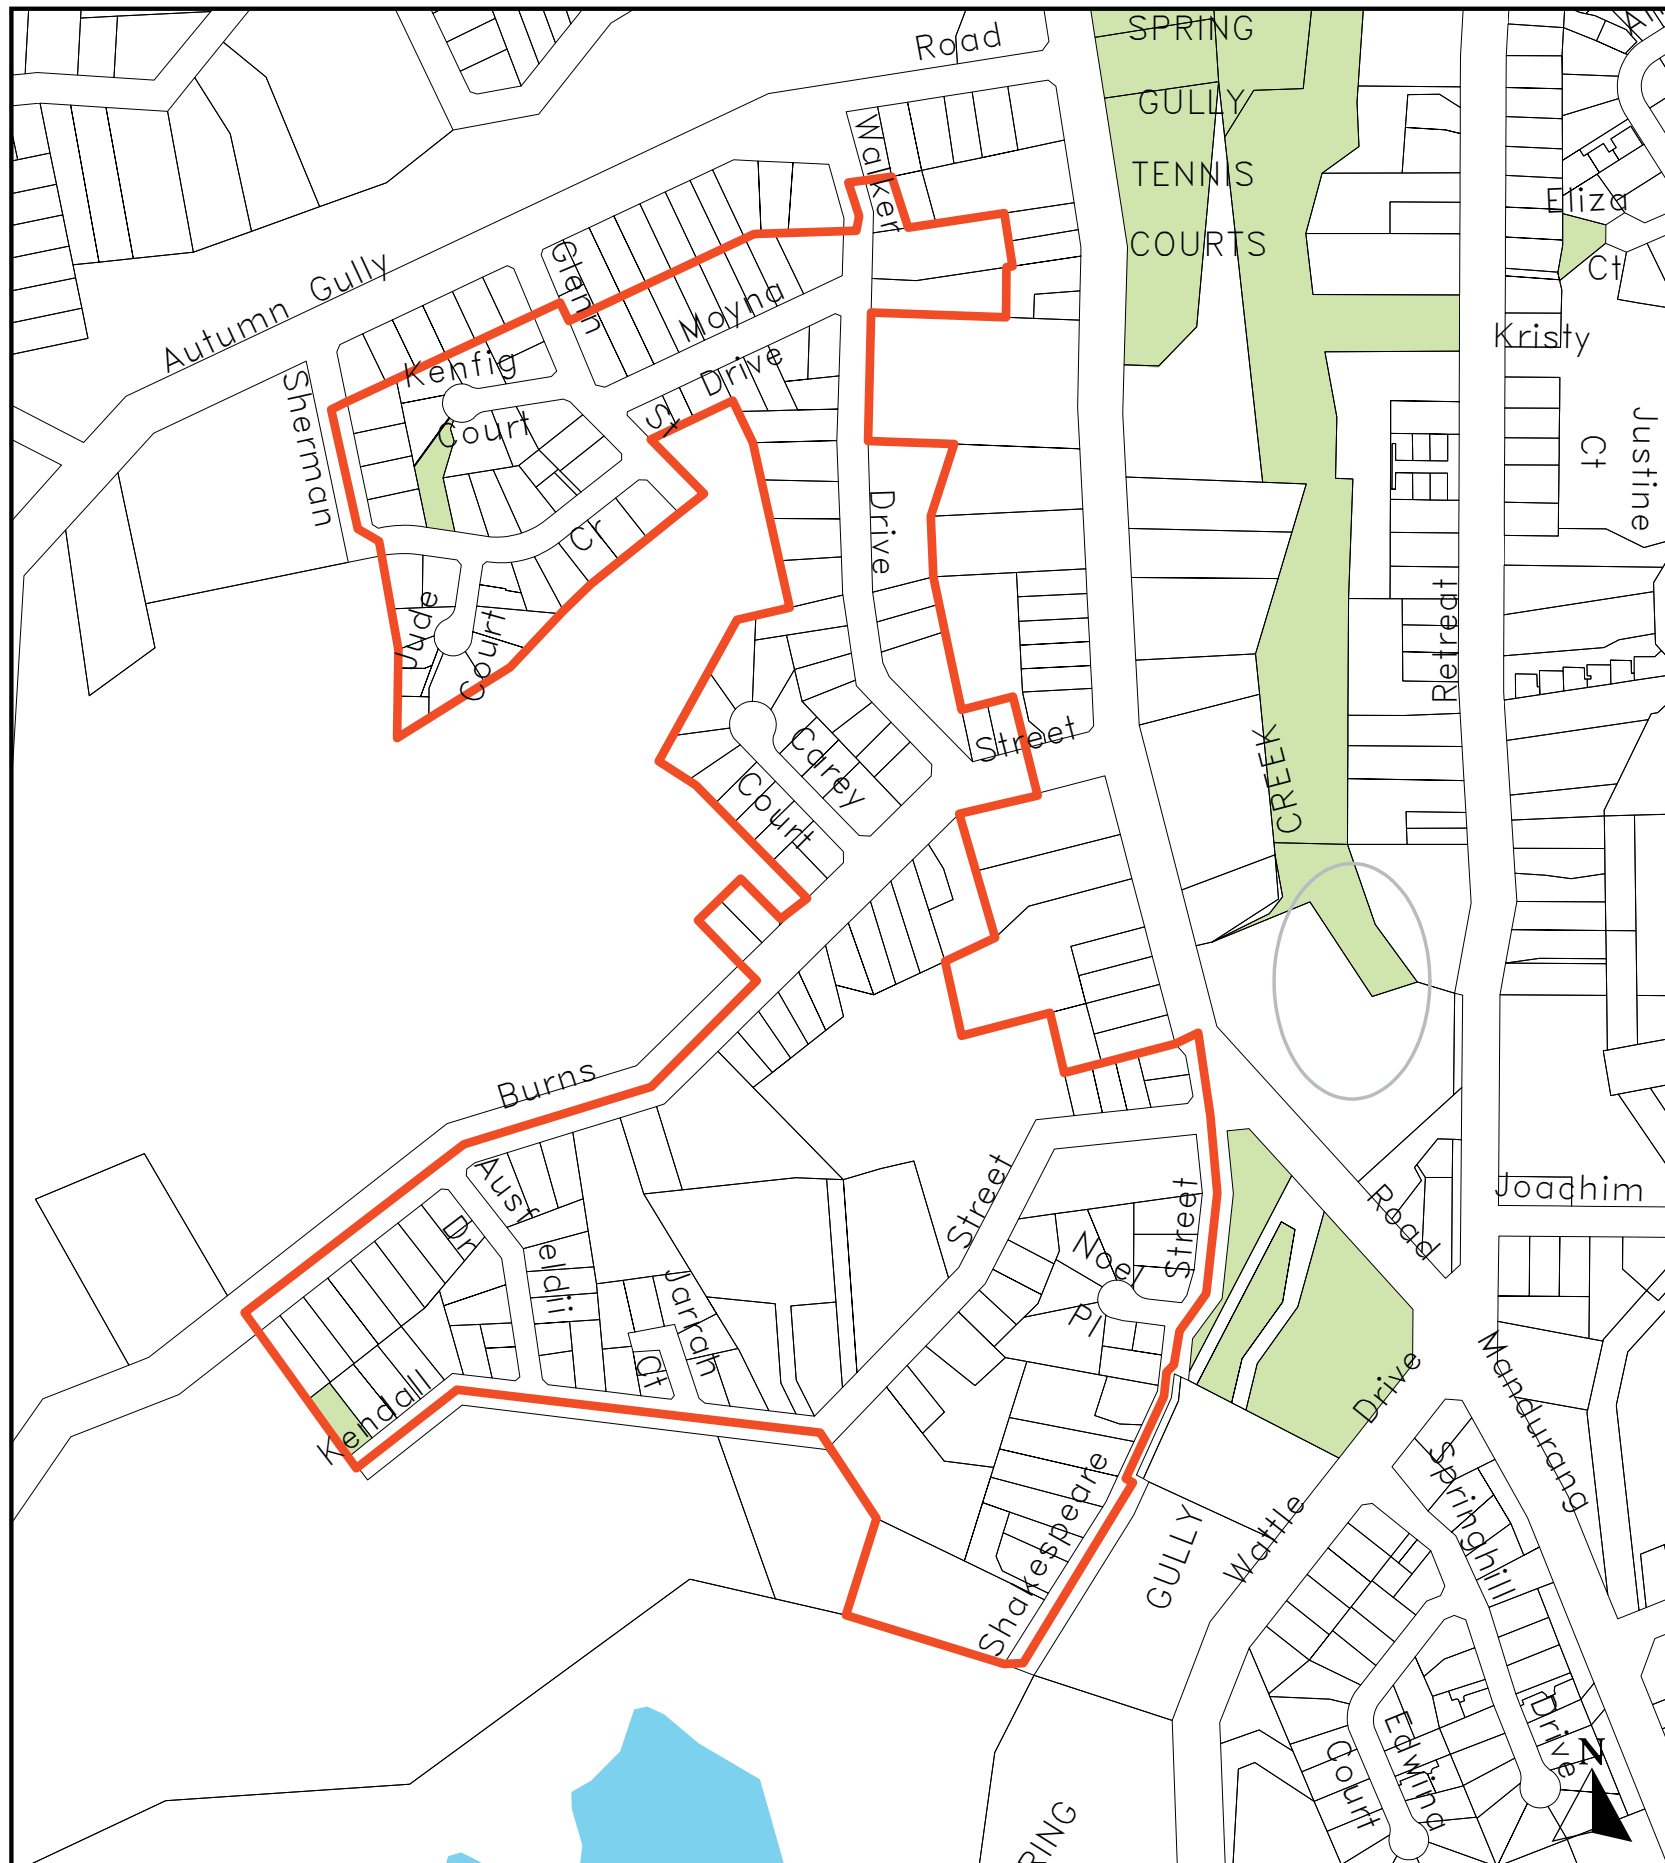 SPRING
GULLY
TENNIS
COURTS
Road
Autumn Gully
Walker
Drive
Glenn
St
Moyna
Drive
Kenfig
Court
Sherman
Cr
Jude
Court
Eliza
Ct
Kristy
Ct
Justine
Retreat
CREEK
Street
Carey
Court
Burns
Street
Dr
Jarrah
Ct
Kendall
Noel
Pl
Street
Shakespeare
Joachim
Road
Mandurang
Drive
Wattle
GULLY
Springhill
Drive
Edwina
Court
N
RING